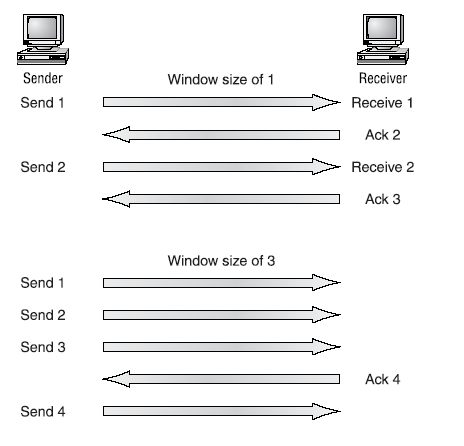 Sender Receiver
Window size of 1
Send 1 Receive 1
Ack 2
Send 2 Receive 2
Ack 3
Window size of 3
Send 1
Send 2
Send 3
Ack 4
Send 4